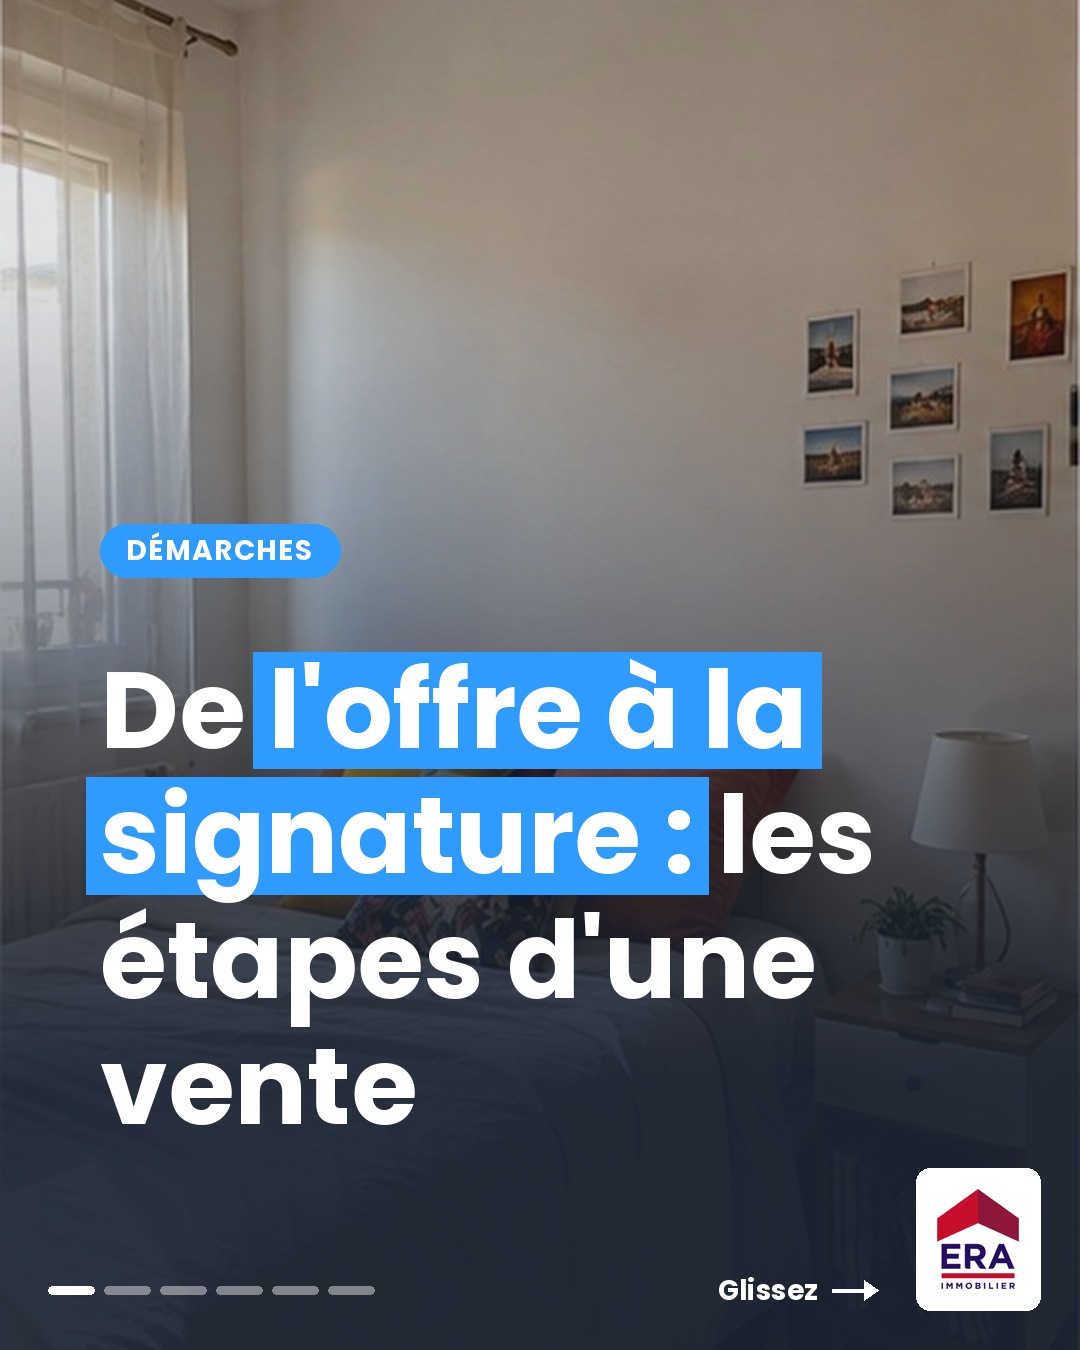 DÉMARCHES
De l'offre à la
signature : les
étapes d'une
vente
Glissez
ERA
IMMOBILIER